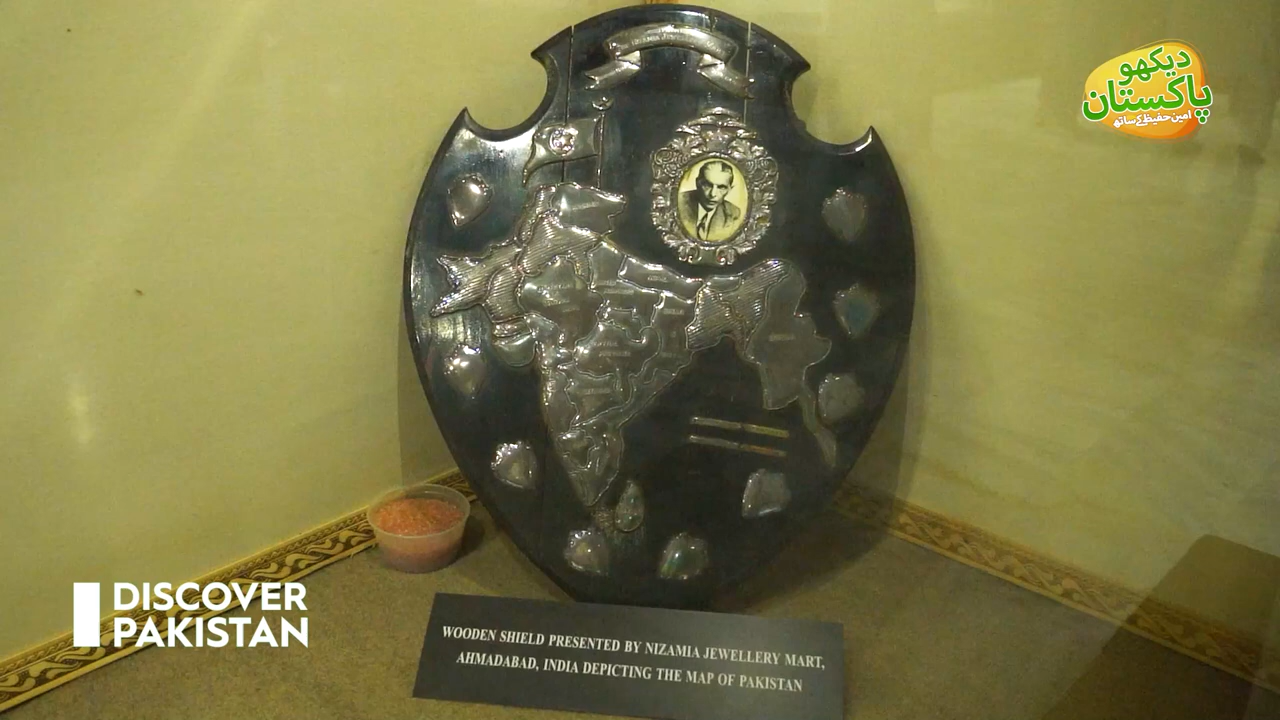 دیکھو
پاکستان
امین حفیظ کے ساتھ
DISCOVER
PAKISTAN
WOODEN SHIELD PRESENTED BY NIZAMIA JEWELLERY MART,
AHMADABAD, INDIA DEPICTING THE MAP OF PAKISTAN